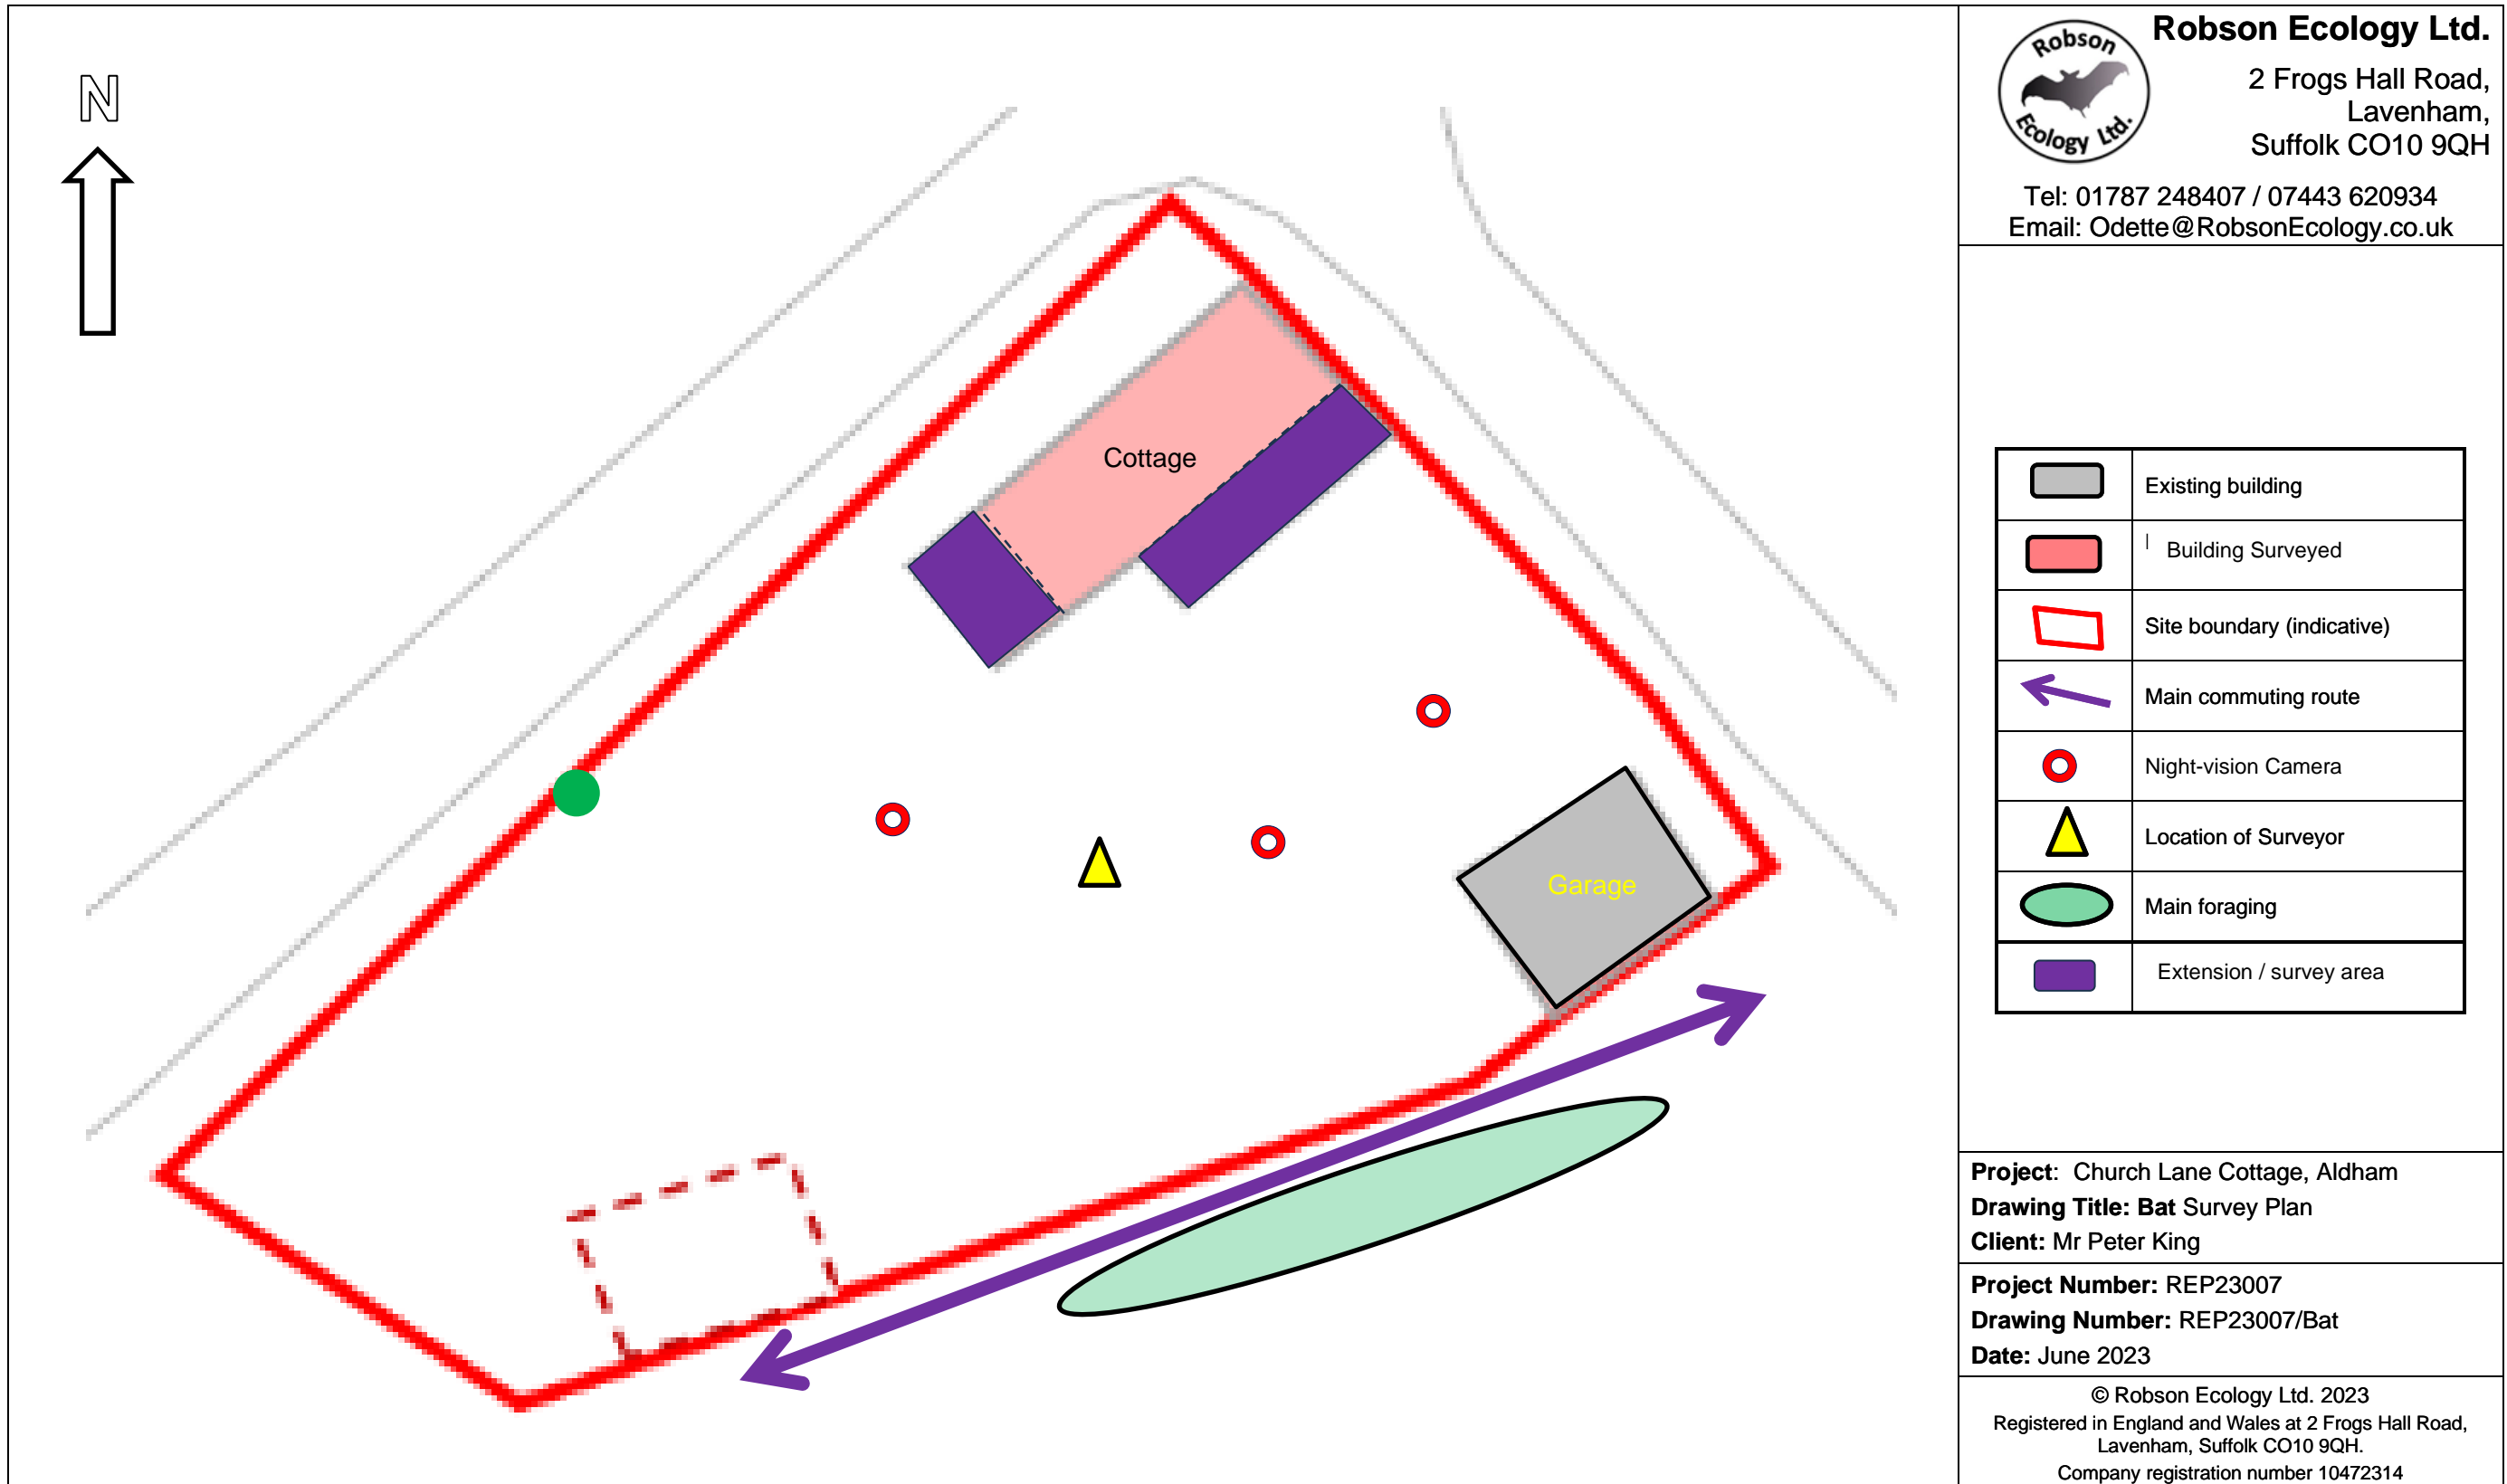 N
Cottage
Garage
Robson
Ecology Ltd.
Robson Ecology Ltd.
2 Frogs Hall Road,
Lavenham,
Suffolk CO10 9QH
Tel: 01787 248407 / 07443 620934
Email: Odette@RobsonEcology.co.uk
Existing building
Building Surveyed
Site boundary (indicative)
Main commuting route
Night-vision Camera
Location of Surveyor
Main foraging
Extension / survey area
Project: Church Lane Cottage, Aldham
Drawing Title: Bat Survey Plan
Client: Mr Peter King
Project Number: REP23007
Drawing Number: REP23007/Bat
Date: June 2023
© Robson Ecology Ltd. 2023
Registered in England and Wales at 2 Frogs Hall Road,
Lavenham, Suffolk CO10 9QH.
Company registration number 10472314